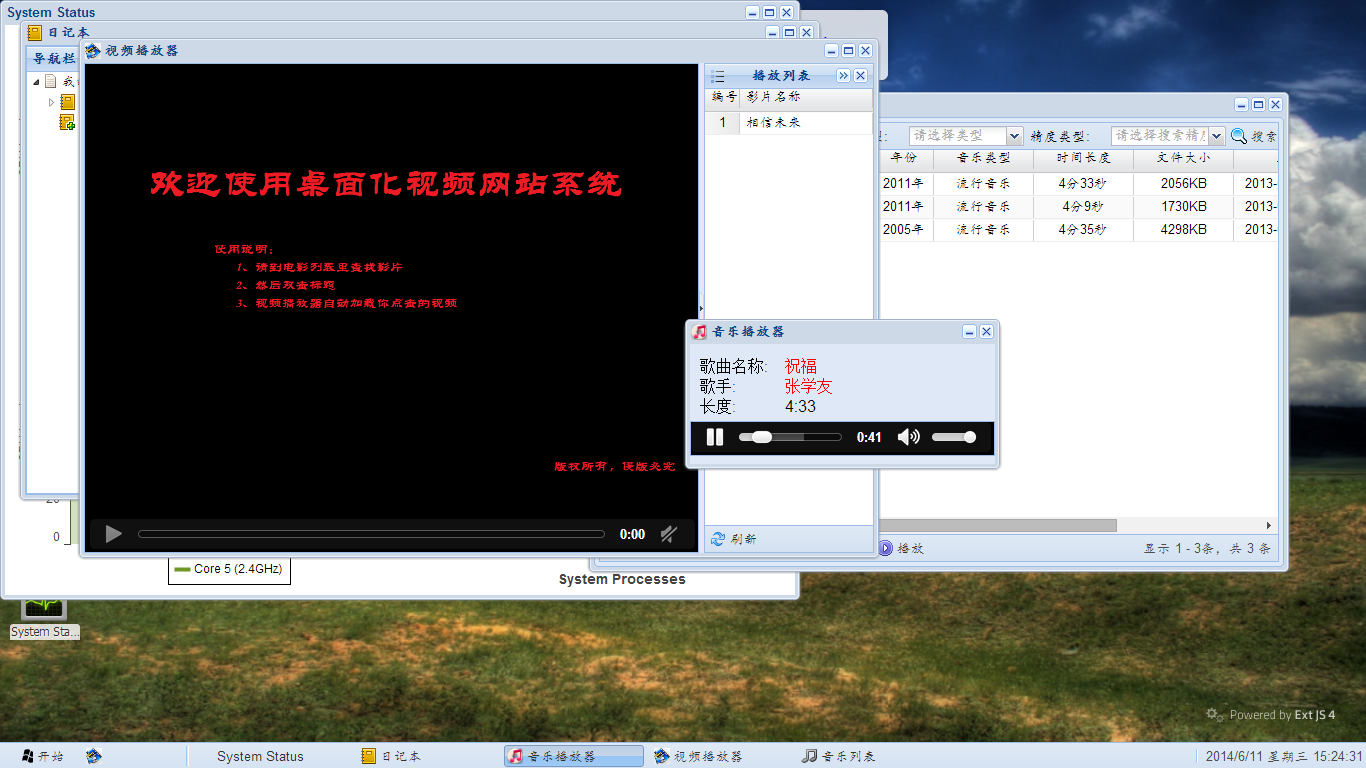 System Status
日记本
导航栏
视频播放器
欢迎使用桌面化视频网站系统
使用说明：
1、请到电影列表里查找影片
2、然后双击标题
3、视频播放器自动加载你点击的视频
版权所有，侵版必究
0:00
播放列表
编号 影片名称
1 相信未来
刷新
请选择类型 精度类型: 搜索
年份 音乐类型 时间长度 文件大小
2011年 流行音乐 4分33秒 2056KB 2013-
2011年 流行音乐 4分9秒 1730KB 2013-
2005年 流行音乐 4分35秒 4298KB 2013-
播放 显示 1 - 3条，共 3 条
音乐播放器
歌曲名称: 祝福
歌手: 张学友
长度: 4:33
0:41
0
Core 5 (2.4GHz)
System Processes
System Sta...
Powered by Ext JS 4
开始 System Status 日记本 音乐播放器 视频播放器 音乐列表 2014/6/11 星期三 15:24:31